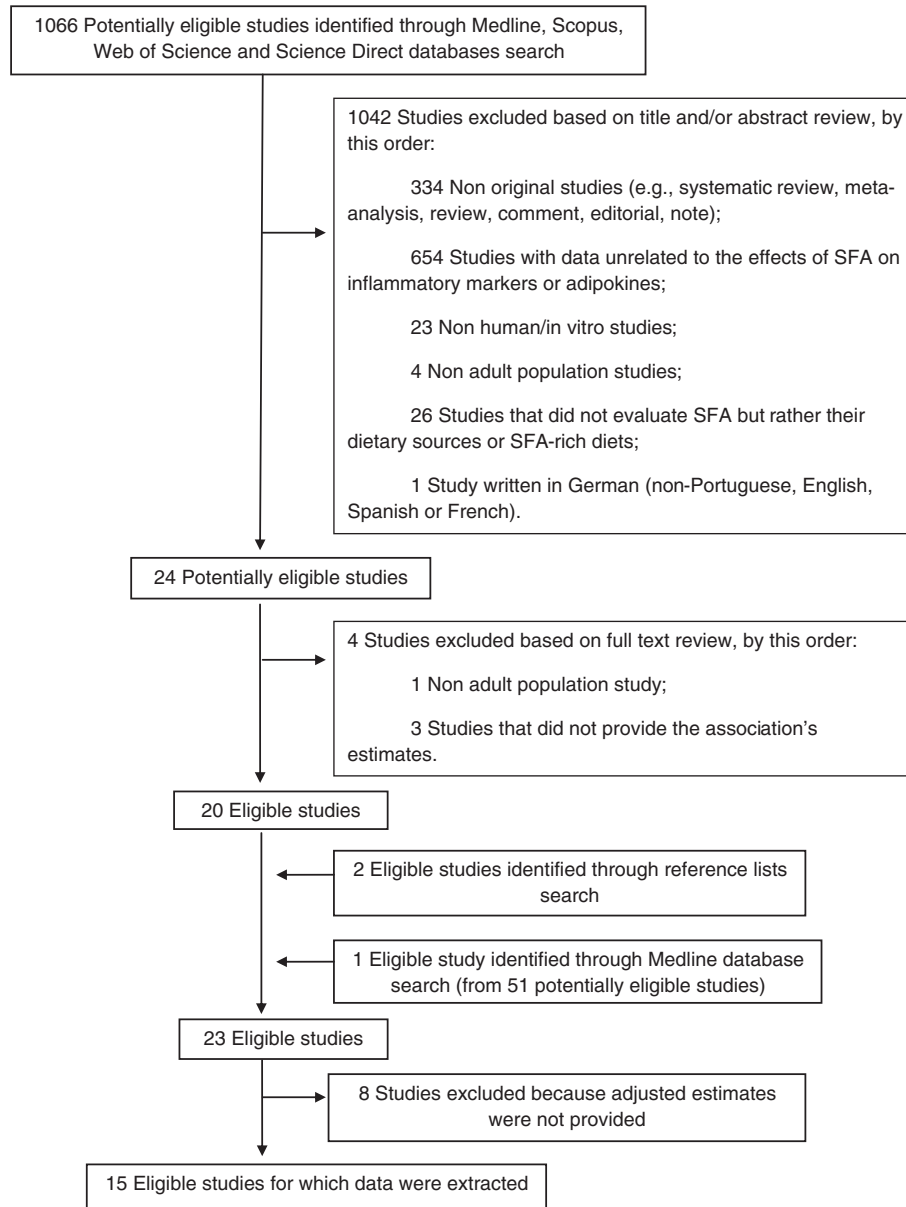 1066 Potentially eligible studies identified through Medline, Scopus,
Web of Science and Science Direct databases search
1042 Studies excluded based on title and/or abstract review, by
this order:
334 Non original studies (e.g., systematic review, meta-
analysis, review, comment, editorial, note);
654 Studies with data unrelated to the effects of SFA on
inflammatory markers or adipokines;
23 Non human/in vitro studies;
4 Non adult population studies;
26 Studies that did not evaluate SFA but rather their
dietary sources or SFA-rich diets;
1 Study written in German (non-Portuguese, English,
Spanish or French).
24 Potentially eligible studies
4 Studies excluded based on full text review, by this order:
1 Non adult population study;
3 Studies that did not provide the association's
estimates.
20 Eligible studies
2 Eligible studies identified through reference lists
search
1 Eligible study identified through Medline database
search (from 51 potentially eligible studies)
23 Eligible studies
8 Studies excluded because adjusted estimates
were not provided
15 Eligible studies for which data were extracted